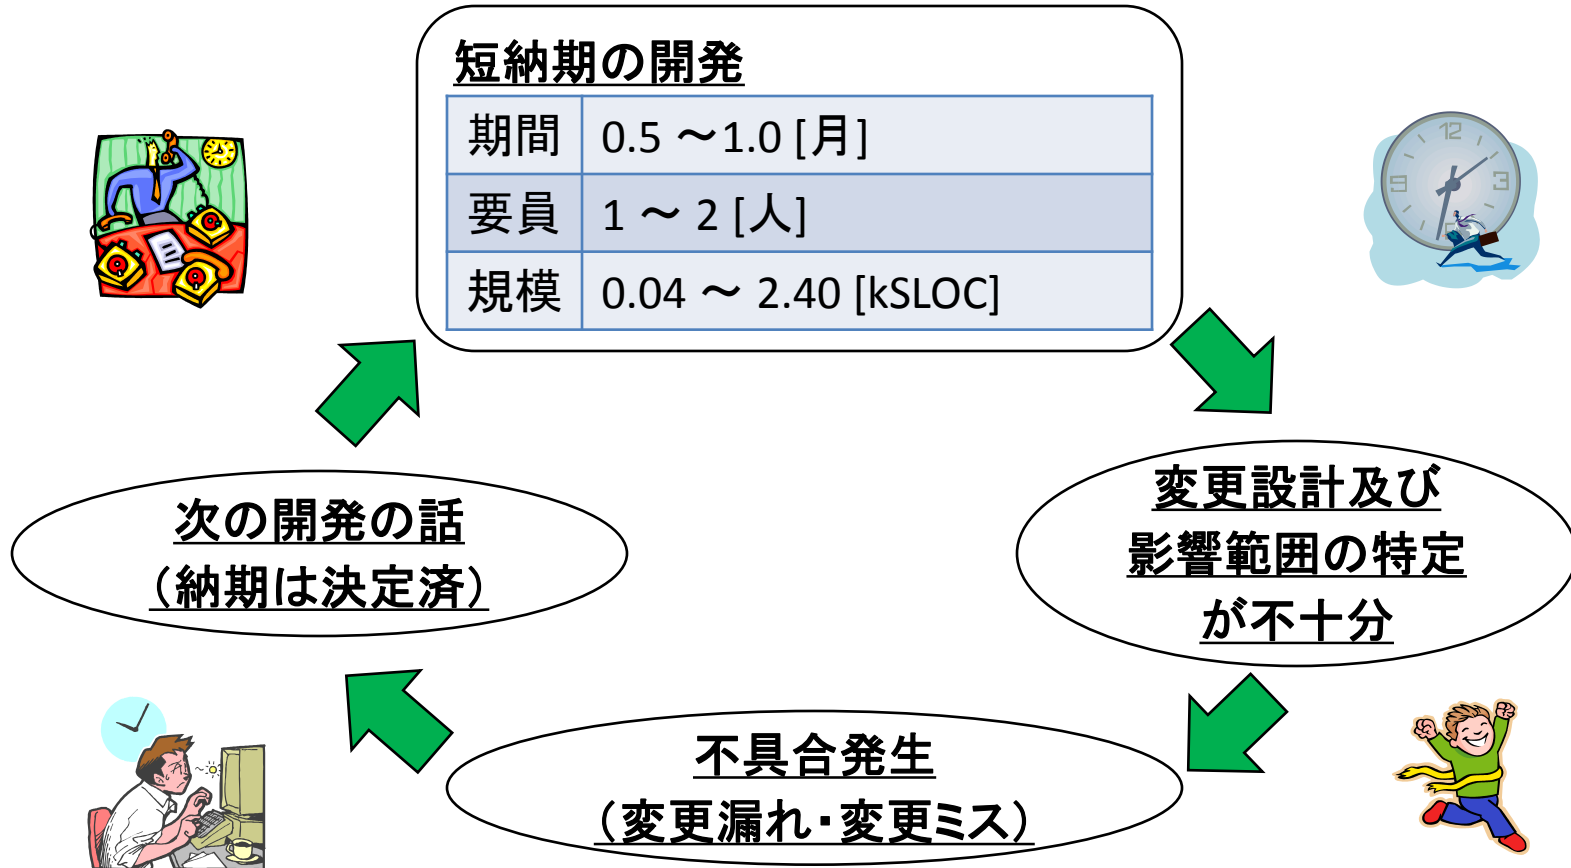 短納期の開発
期間 0.5 ～1.0 [月]
要員 1 ～ 2 [人]
規模 0.04 ～ 2.40 [kSLOC]
12
9 3
変更設計及び
影響範囲の特定
が不十分
次の開発の話
（納期は決定済）
不具合発生
（変更漏れ・変更ミス）